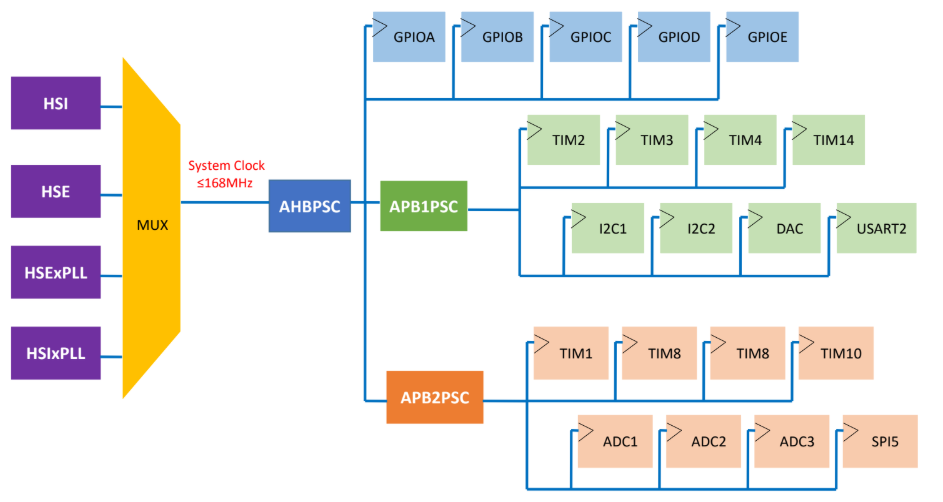 HSI
HSE
HSExPLL
HSIxPLL
MUX
System Clock
≤168MHz
AHBPSC
GPIOA
GPIOB
GPIOC
GPIOD
GPIOE
APB1PSC
TIM2
TIM3
TIM4
TIM14
I2C1
I2C2
DAC
USART2
APB2PSC
TIM1
TIM8
TIM8
TIM10
ADC1
ADC2
ADC3
SPI5